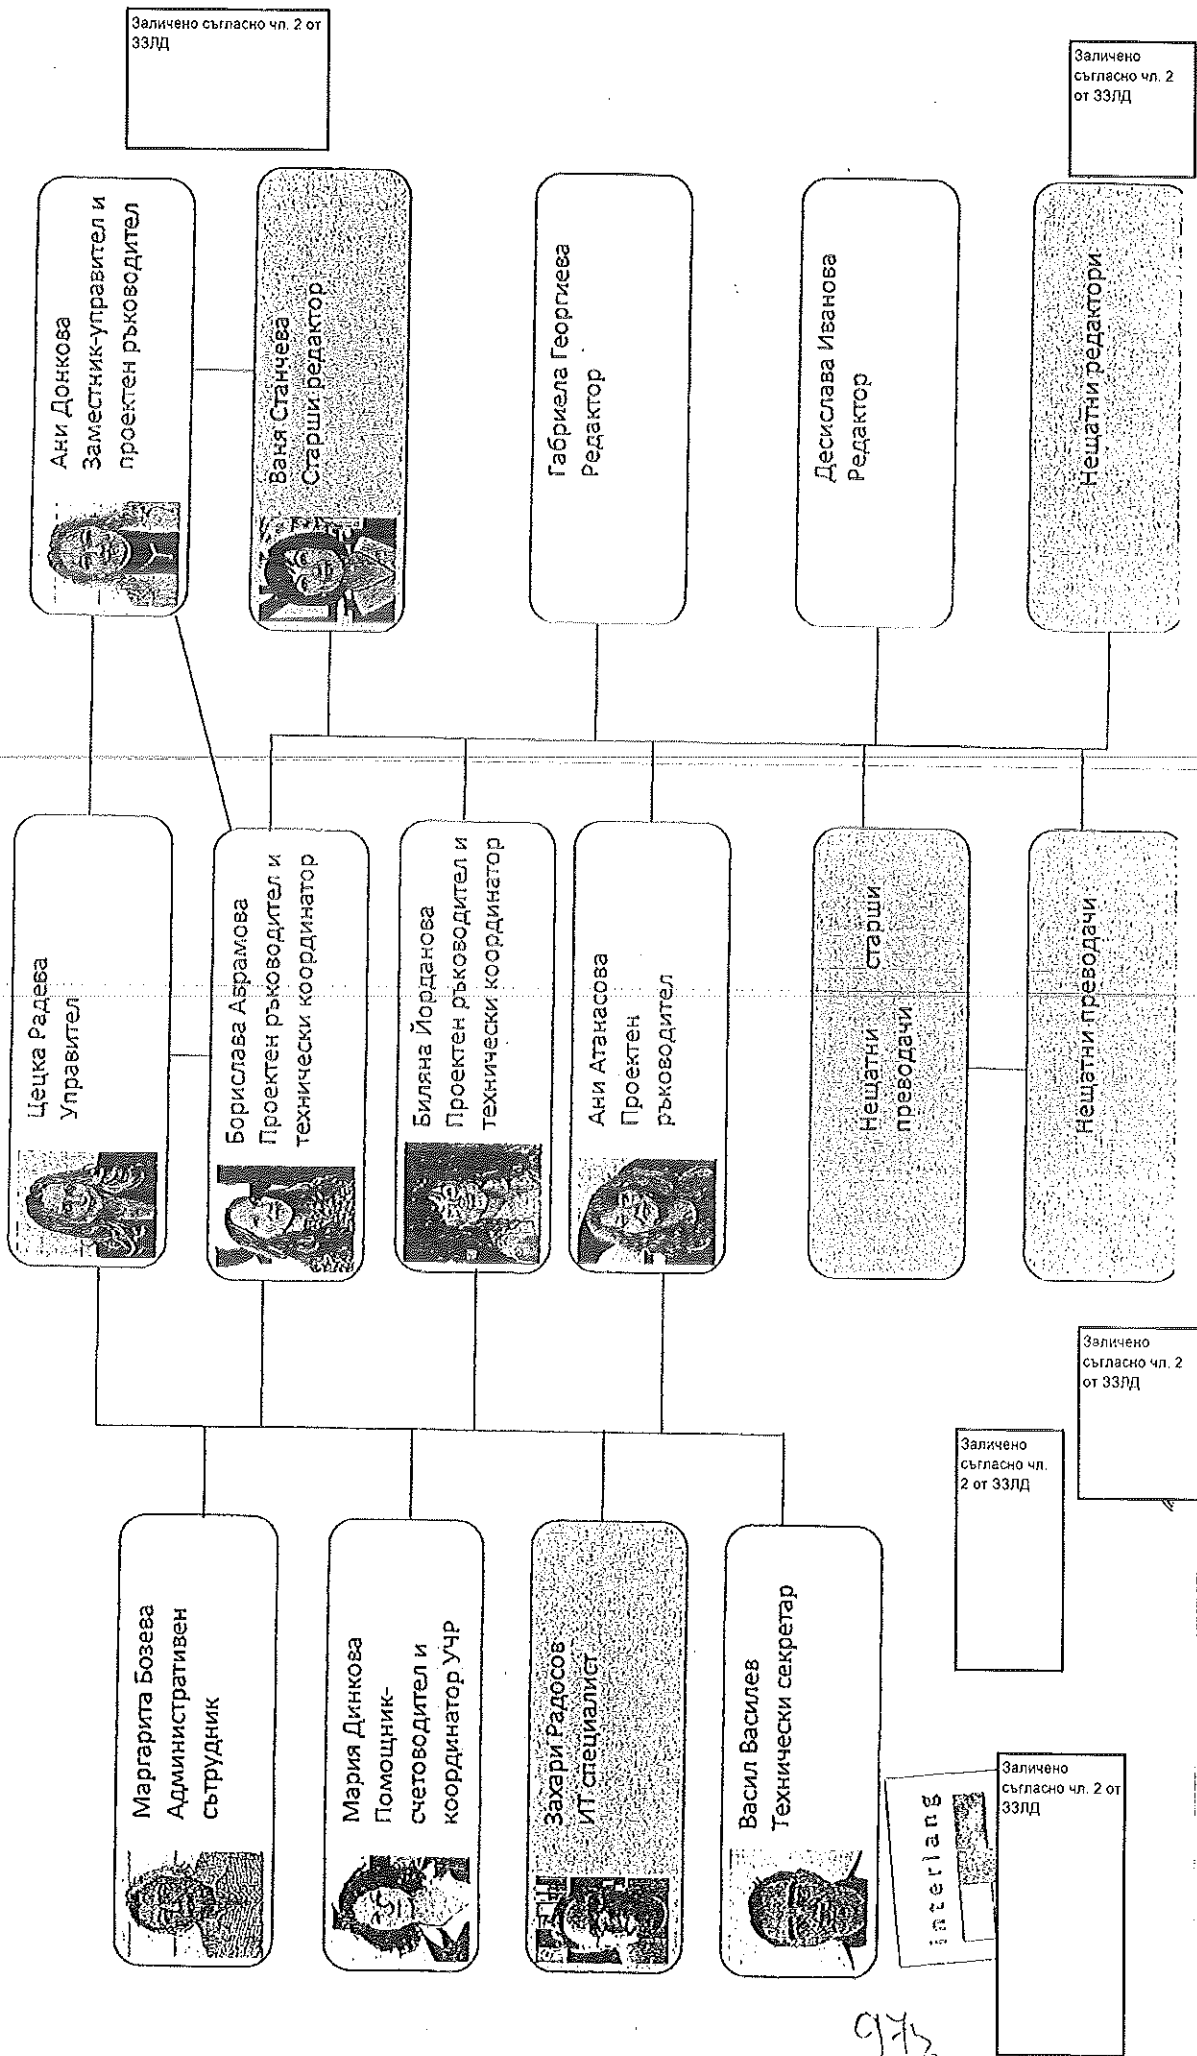 Заличено съгласно чл. 2 от
ЗЗЛД
Заличено
съгласно чл. 2
от ЗЗЛД
Ани Донкова
Заместник-управител и
проектен ръководител
Ваня Станчева
Старши редактор
Габриела Георгиева
Редактор
Десислава Иванова
Редактор
Нещатни редактори
Цецка Радева
Управител
Борислава Аврамова
Проектен ръководител и
технически координатор
Биляна Йорданова
Проектен ръководител и
технически координатор
Ани Атанасова
Проектен
ръководител
Нещатни старши
преводачи
Нещатни преводачи
Маргарита Бозева
Административен
сътрудник
Мария Динкова
Помощник-
счетоводител и
координатор УЧР
Захари Радосов
ИТ специалист
Васил Василев
Технически секретар
Заличено
съгласно чл. 2
от ЗЗЛД
Заличено
съгласно чл.
2 от ЗЗЛД
interlang
Заличено
съгласно чл. 2 от
ЗЗЛД